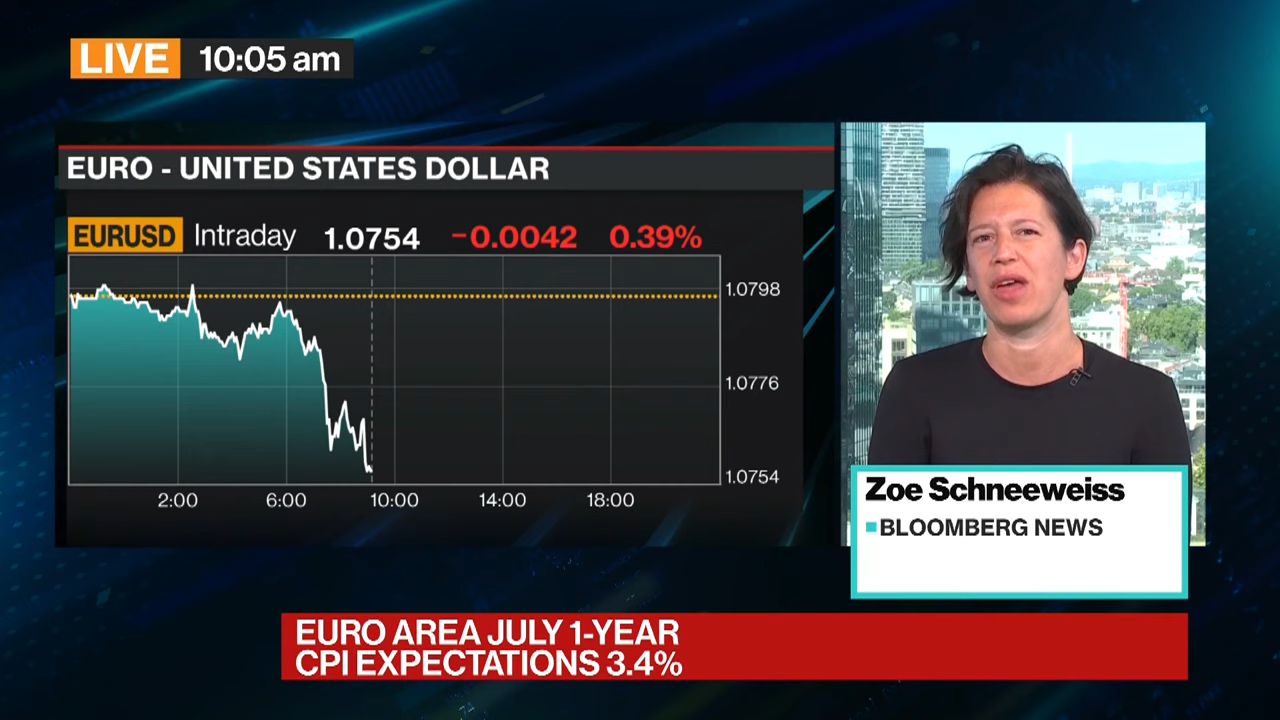 LIVE 10:05 am
EURO - UNITED STATES DOLLAR
EURUSD Intraday 1.0754 -0.0042 0.39%
1.0798
1.0776
1.0754
2:00 6:00 10:00 14:00 18:00
Zoe Schneeweiss
BLOOMBERG NEWS
EURO AREA JULY 1-YEAR
CPI EXPECTATIONS 3.4%